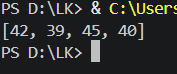 PS D:\LK> & C:\Users
[42, 39, 45, 40]
PS D:\LK>